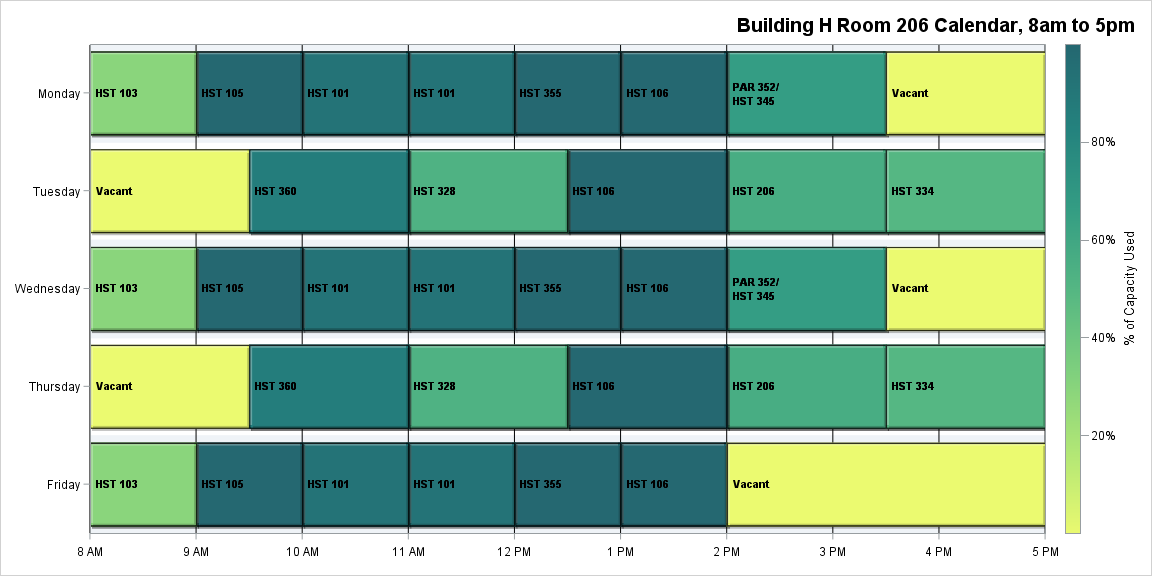 Building H Room 206 Calendar, 8am to 5pm
Monday
HST 103
HST 105
HST 101
HST 101
HST 355
HST 106
PAR 352/
HST 345
Vacant
Tuesday
Vacant
HST 360
HST 328
HST 106
HST 206
HST 334
Wednesday
HST 103
HST 105
HST 101
HST 101
HST 355
HST 106
PAR 352/
HST 345
Vacant
Thursday
Vacant
HST 360
HST 328
HST 106
HST 206
HST 334
Friday
HST 103
HST 105
HST 101
HST 101
HST 355
HST 106
Vacant
8 AM
9 AM
10 AM
11 AM
12 PM
1 PM
2 PM
3 PM
4 PM
5 PM
80%
60%
40%
20%
% of Capacity Used